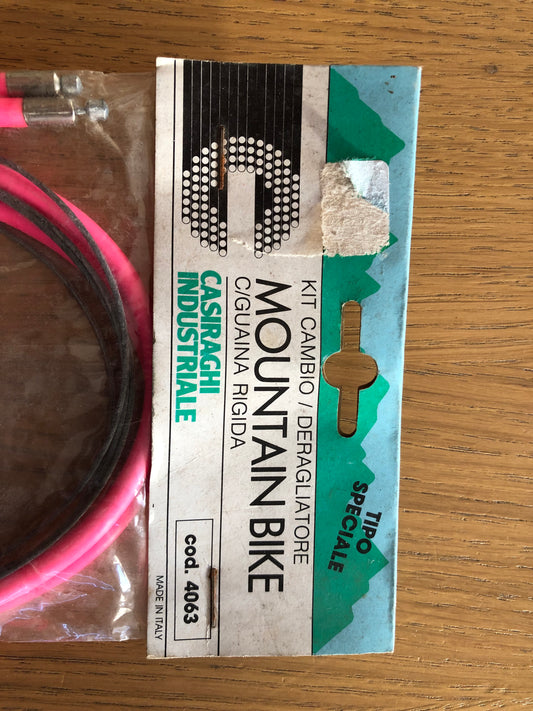 TIPO
SPECIALE
KIT CAMBIO / DERAGLIATORE
MOUNTAIN BIKE
C/GUAINA RIGIDA
CASIRAGHI
INDUSTRIALE
cod. 4063
MADE IN ITALY